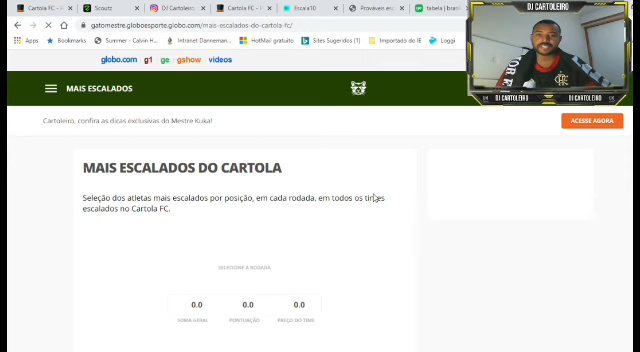 Cartola FC - F
Scoutz
DJ Cartoleiro
Cartola FC - F
Escala10
Prováveis esc
tabela | brasi
gatomestre.globoesporte.globo.com/mais-escalados-do-cartola-fc/
Apps
Bookmarks
Summer - Calvin H...
Intranet Danneman...
HotMail gratuito
Sites Sugeridos (1)
Importado do IE
Loggi
globo.com g1 ge gshow videos
DJ CARTOLEIRO
DJ CARTOLEIRO
DJ CARTOLEIRO
MAIS ESCALADOS
Cartoleiro, confira as dicas exclusivas do Mestre Kuka!
ACESSE AGORA
MAIS ESCALADOS DO CARTOLA
Seleção dos atletas mais escalados por posição, em cada rodada, em todos os times
escalados no Cartola FC.
SELECIONE A RODADA
0.0 0.0 0.0
SOMA GERAL PONTUAÇÃO PREÇO DO TIME